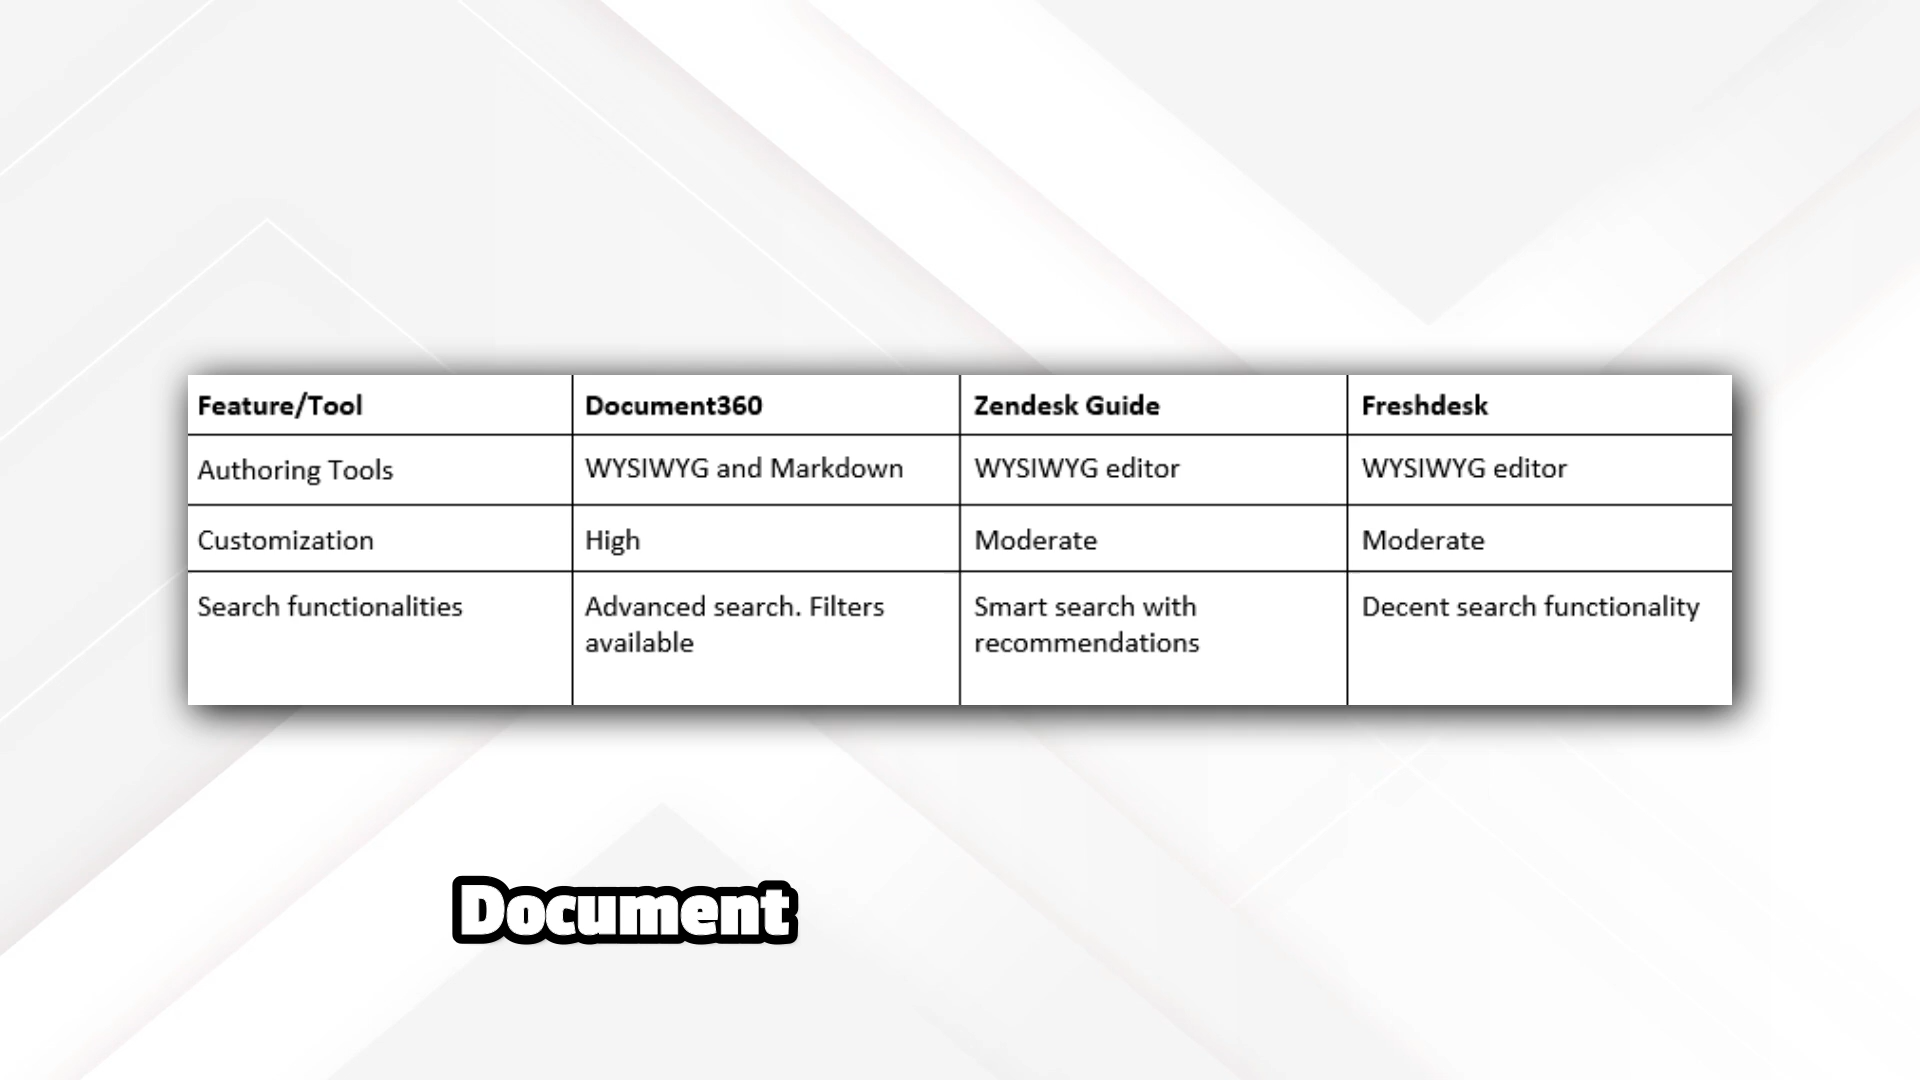 Feature/Tool Document360 Zendesk Guide Freshdesk
Authoring Tools WYSIWYG and Markdown WYSIWYG editor WYSIWYG editor
Customization High Moderate Moderate
Search functionalities Advanced search. Filters available Smart search with recommendations Decent search functionality
Document